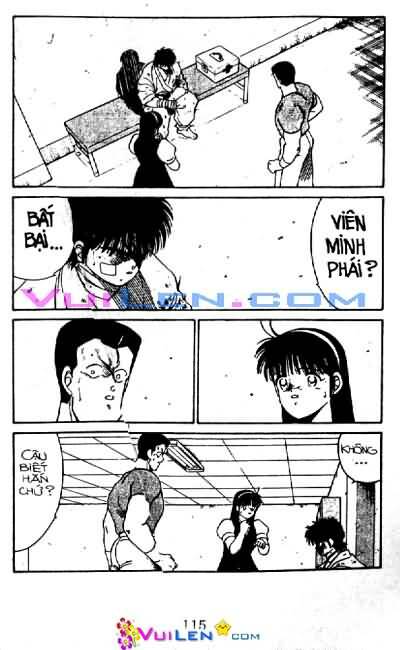 BẤT
BẠI...
VIÊN
MINH
PHÁI?
VUILEN.COM
CẬU
BIẾT
HẮN
CHỨ?
KHÔNG
...
115
VUILEN.COM